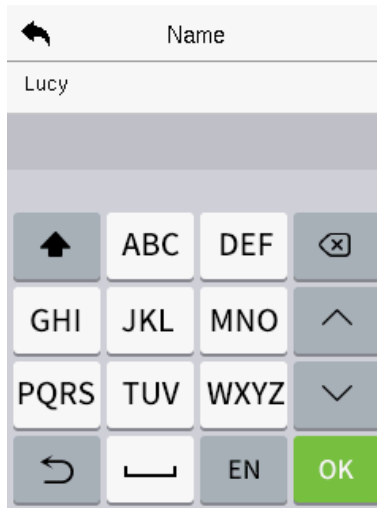 Name
Lucy
ABC DEF
GHI JKL MNO
PQRS TUV WXYZ
EN OK